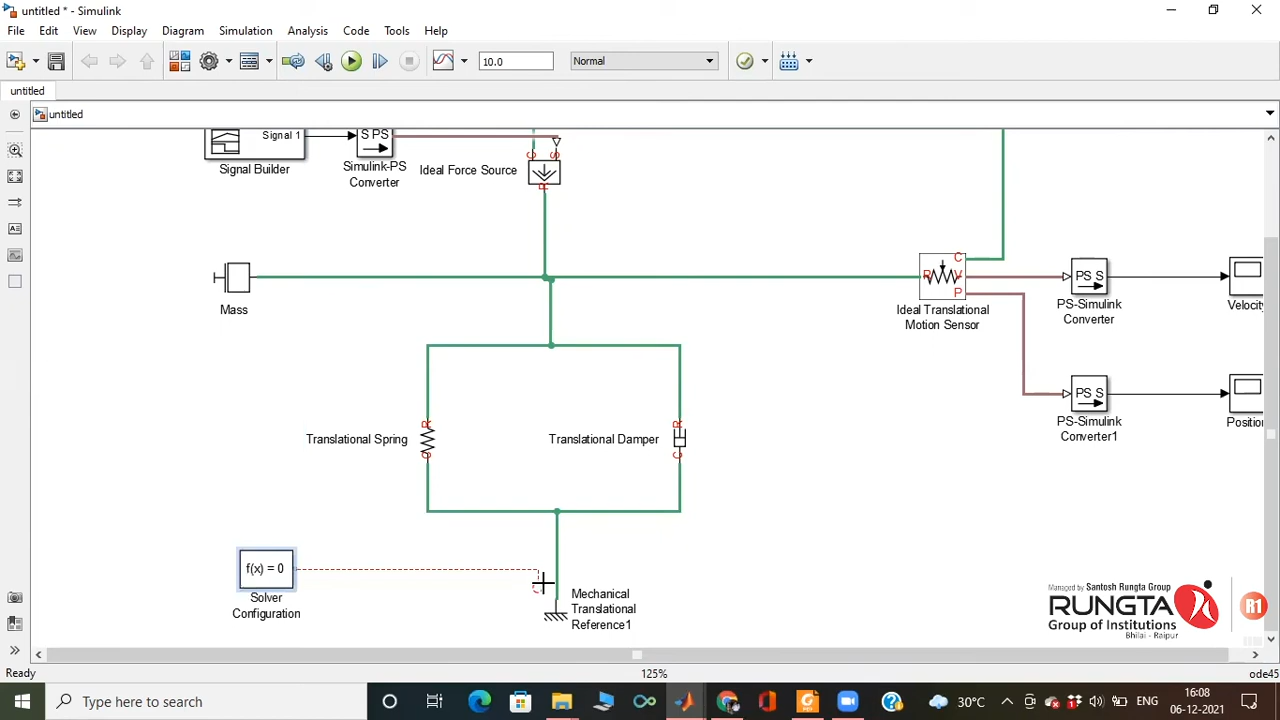 untitled * - Simulink
File Edit View Display Diagram Simulation Analysis Code Tools Help
10.0
Normal
untitled
untitled
Signal 1
Signal Builder
S PS
Simulink-PS
Converter
Ideal Force Source
C
S
R
Mass
R
C
V
P
Ideal Translational
Motion Sensor
PS S
PS-Simulink
Converter
Velocity
PS S
PS-Simulink
Converter1
Position
Translational Spring
R
C
Translational Damper
R
C
f(x) = 0
Solver
Configuration
Mechanical
Translational
Reference1
Managed by Santosh Rungta Group
RUNGTA
Group of Institutions
Bhilai - Raipur
R1
Ready
125%
ode45
Type here to search
30°C
ENG
16:08
06-12-2021